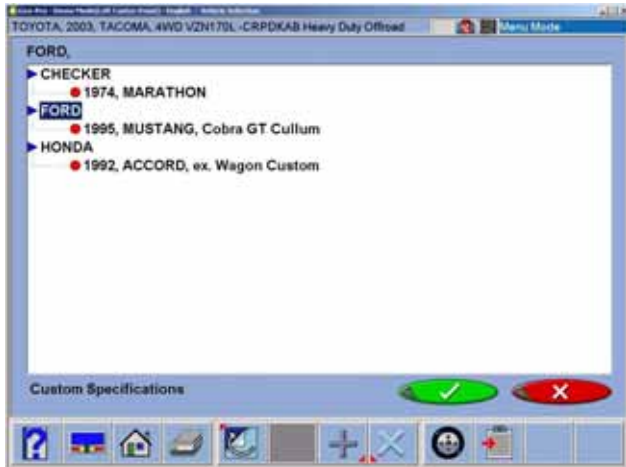 TOYOTA, 2003, TACOMA, 4WD VZN170L -CRPDKAB Heavy Duty Offroad
Menu Mode
FORD,
CHECKER
1974, MARATHON
FORD
1995, MUSTANG, Cobra GT Cullum
HONDA
1992, ACCORD, ex. Wagon Custom
Custom Specifications
?